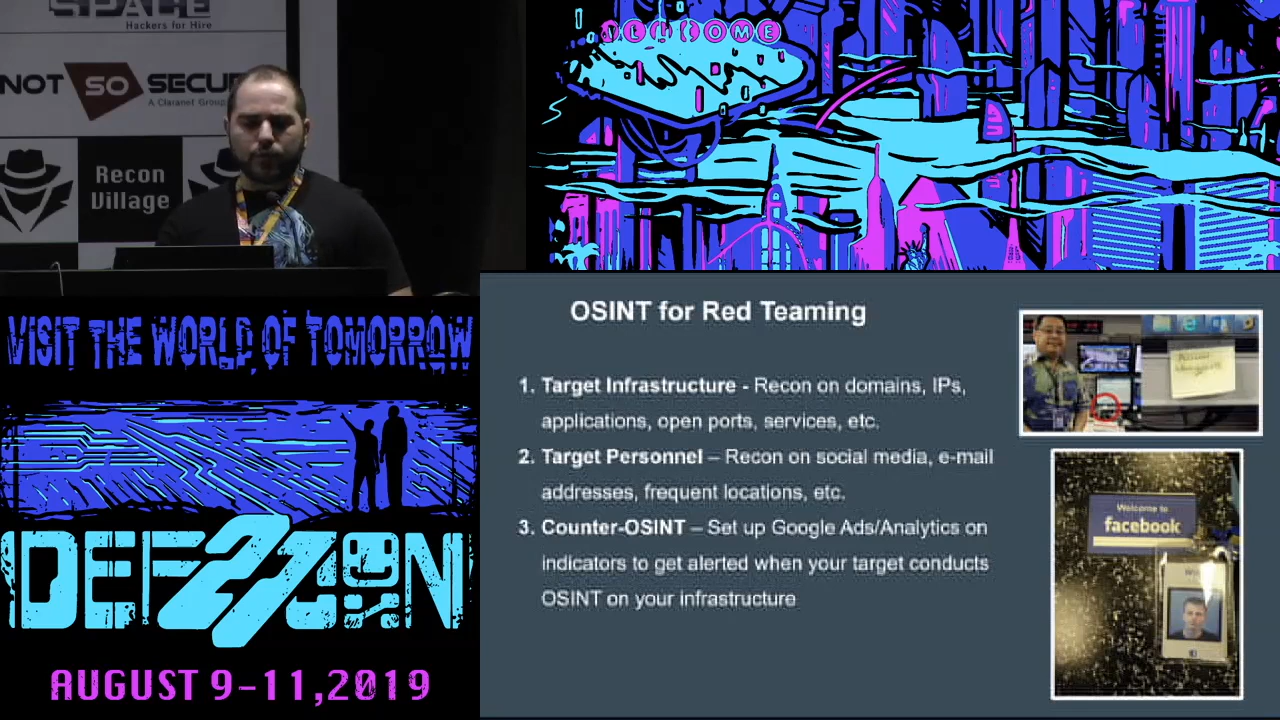 SPACE
Hackers for Hire
NOT SO SECU
A Claranet Group
Recon
Village
WELCOME
VISIT THE WORLD OF TOMORROW
DEF CON
AUGUST 9-11,2019
OSINT for Red Teaming
1. Target Infrastructure - Recon on domains, IPs,
applications, open ports, services, etc.
2. Target Personnel – Recon on social media, e-mail
addresses, frequent locations, etc.
3. Counter-OSINT – Set up Google Ads/Analytics on
indicators to get alerted when your target conducts
OSINT on your infrastructure
Welcome to
facebook